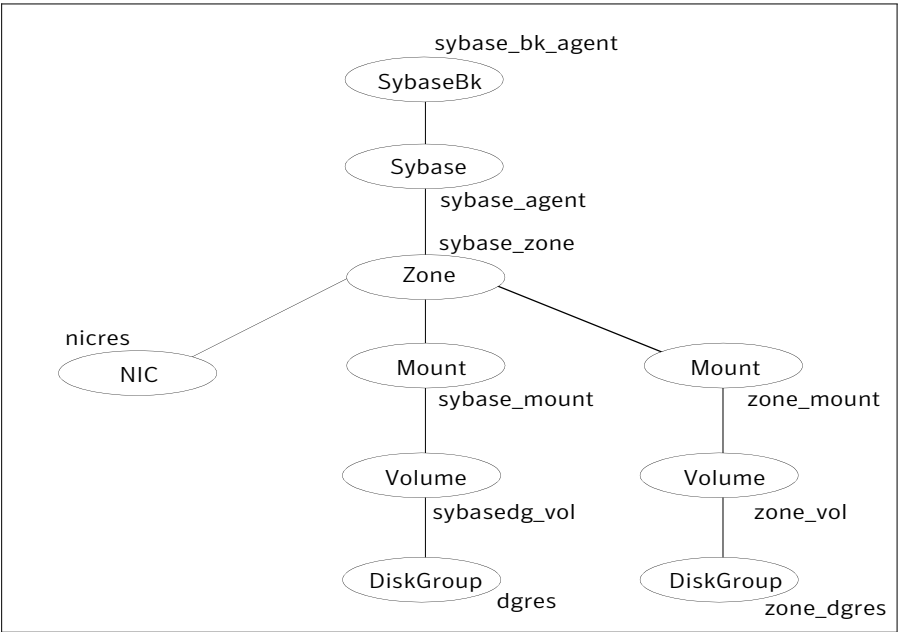 sybase_bk_agent
SybaseBk
Sybase
sybase_agent
sybase_zone
Zone
nicres
NIC
Mount
sybase_mount
Mount
zone_mount
Volume
sybasedg_vol
Volume
zone_vol
DiskGroup
dgres
DiskGroup
zone_dgres